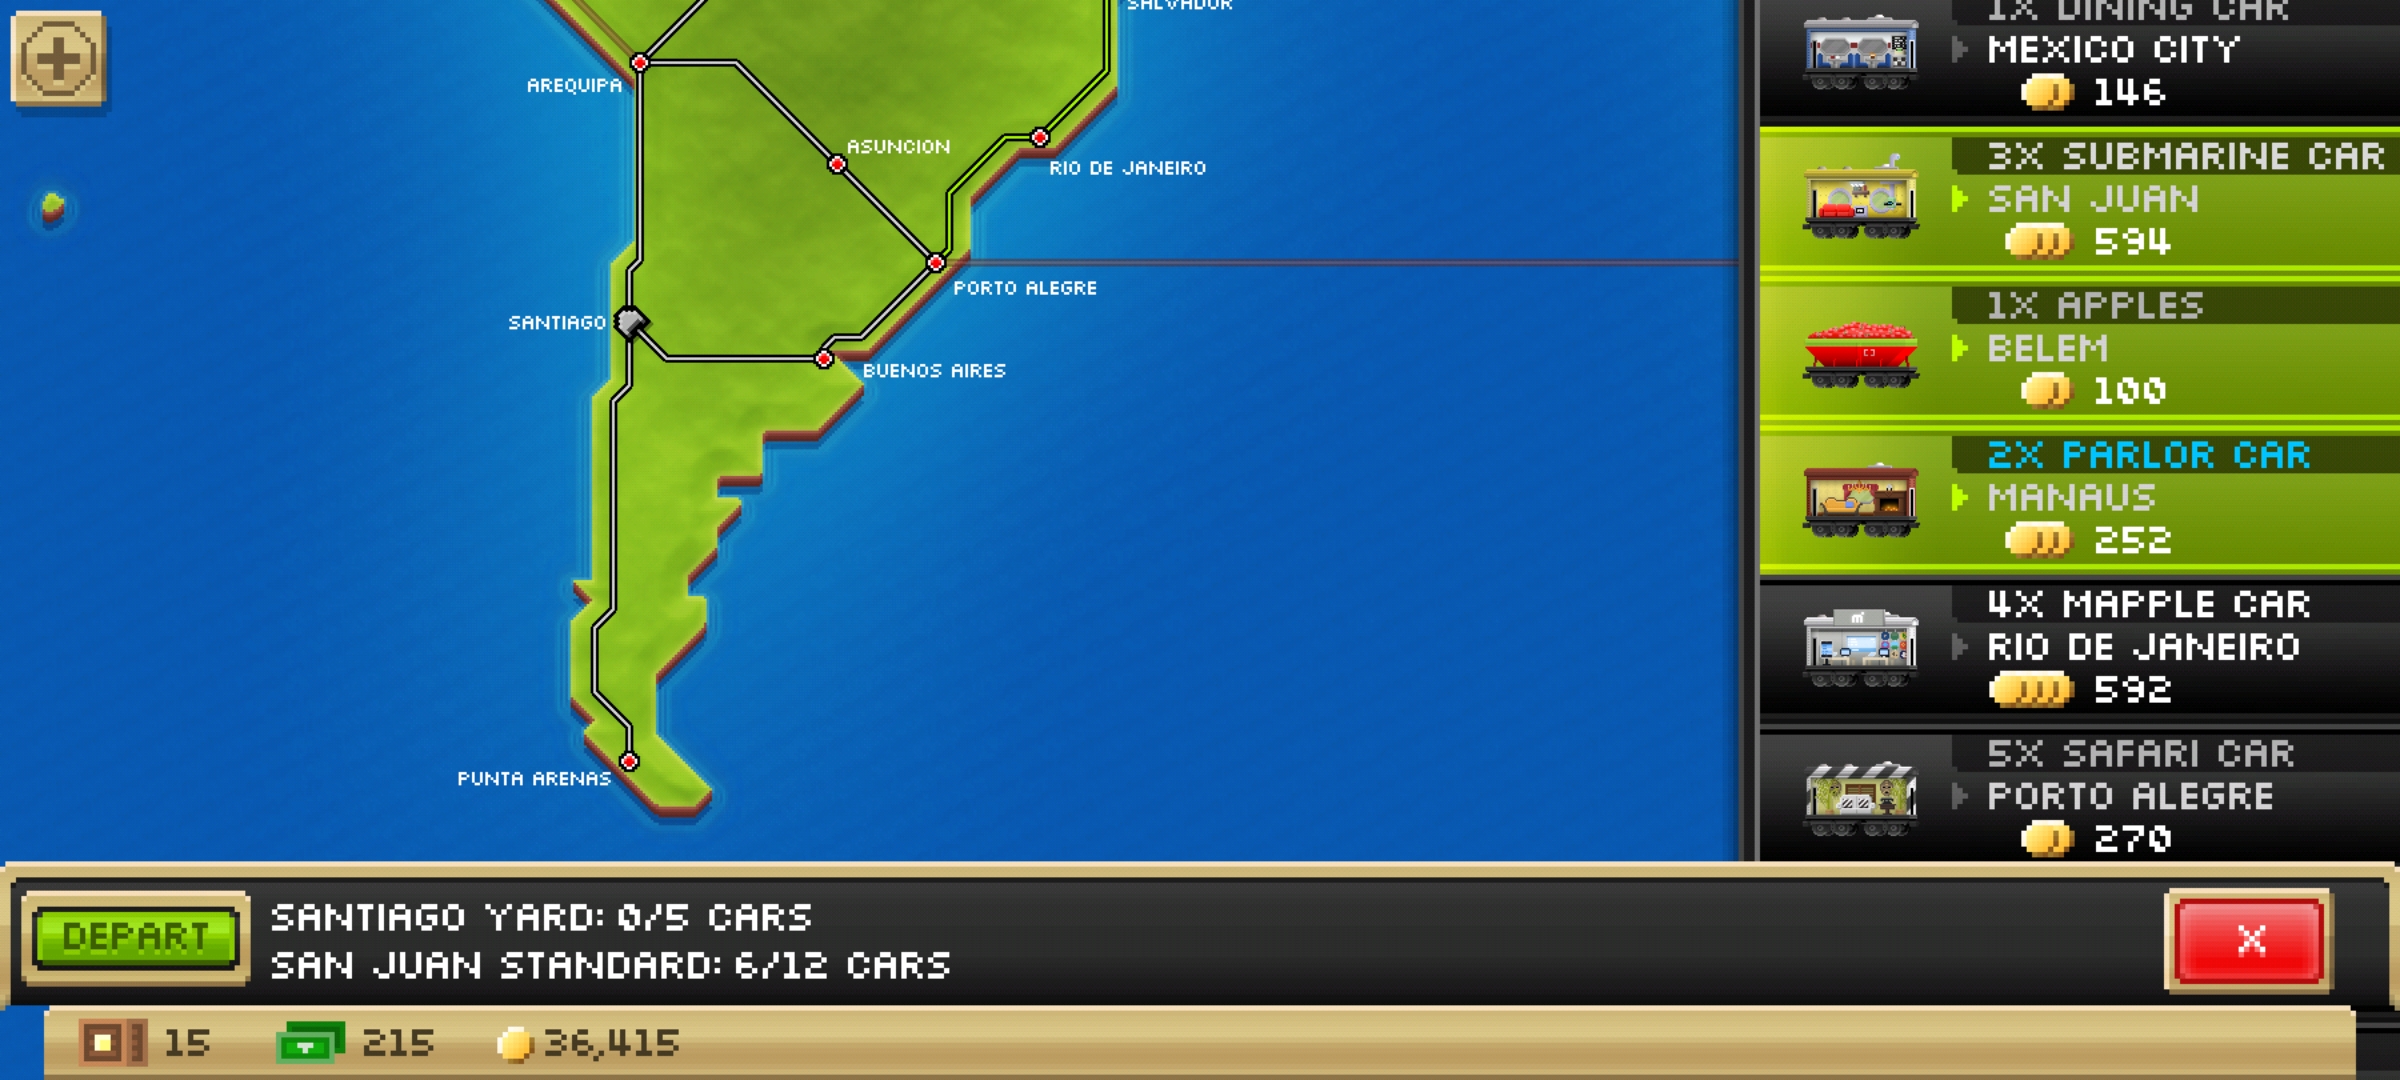 SALVADOR
AREQUIPA
ASUNCION
RIO DE JANEIRO
PORTO ALEGRE
SANTIAGO
BUENOS AIRES
PUNTA ARENAS
1X DINING CAR
MEXICO CITY
146
3X SUBMARINE CAR
SAN JUAN
594
1X APPLES
BELEM
100
2X PARLOR CAR
MANAUS
252
4X MAPPLE CAR
RIO DE JANEIRO
592
5X SAFARI CAR
PORTO ALEGRE
270
DEPART
SANTIAGO YARD: 0/5 CARS
SAN JUAN STANDARD: 6/12 CARS
X
15
215
36,415